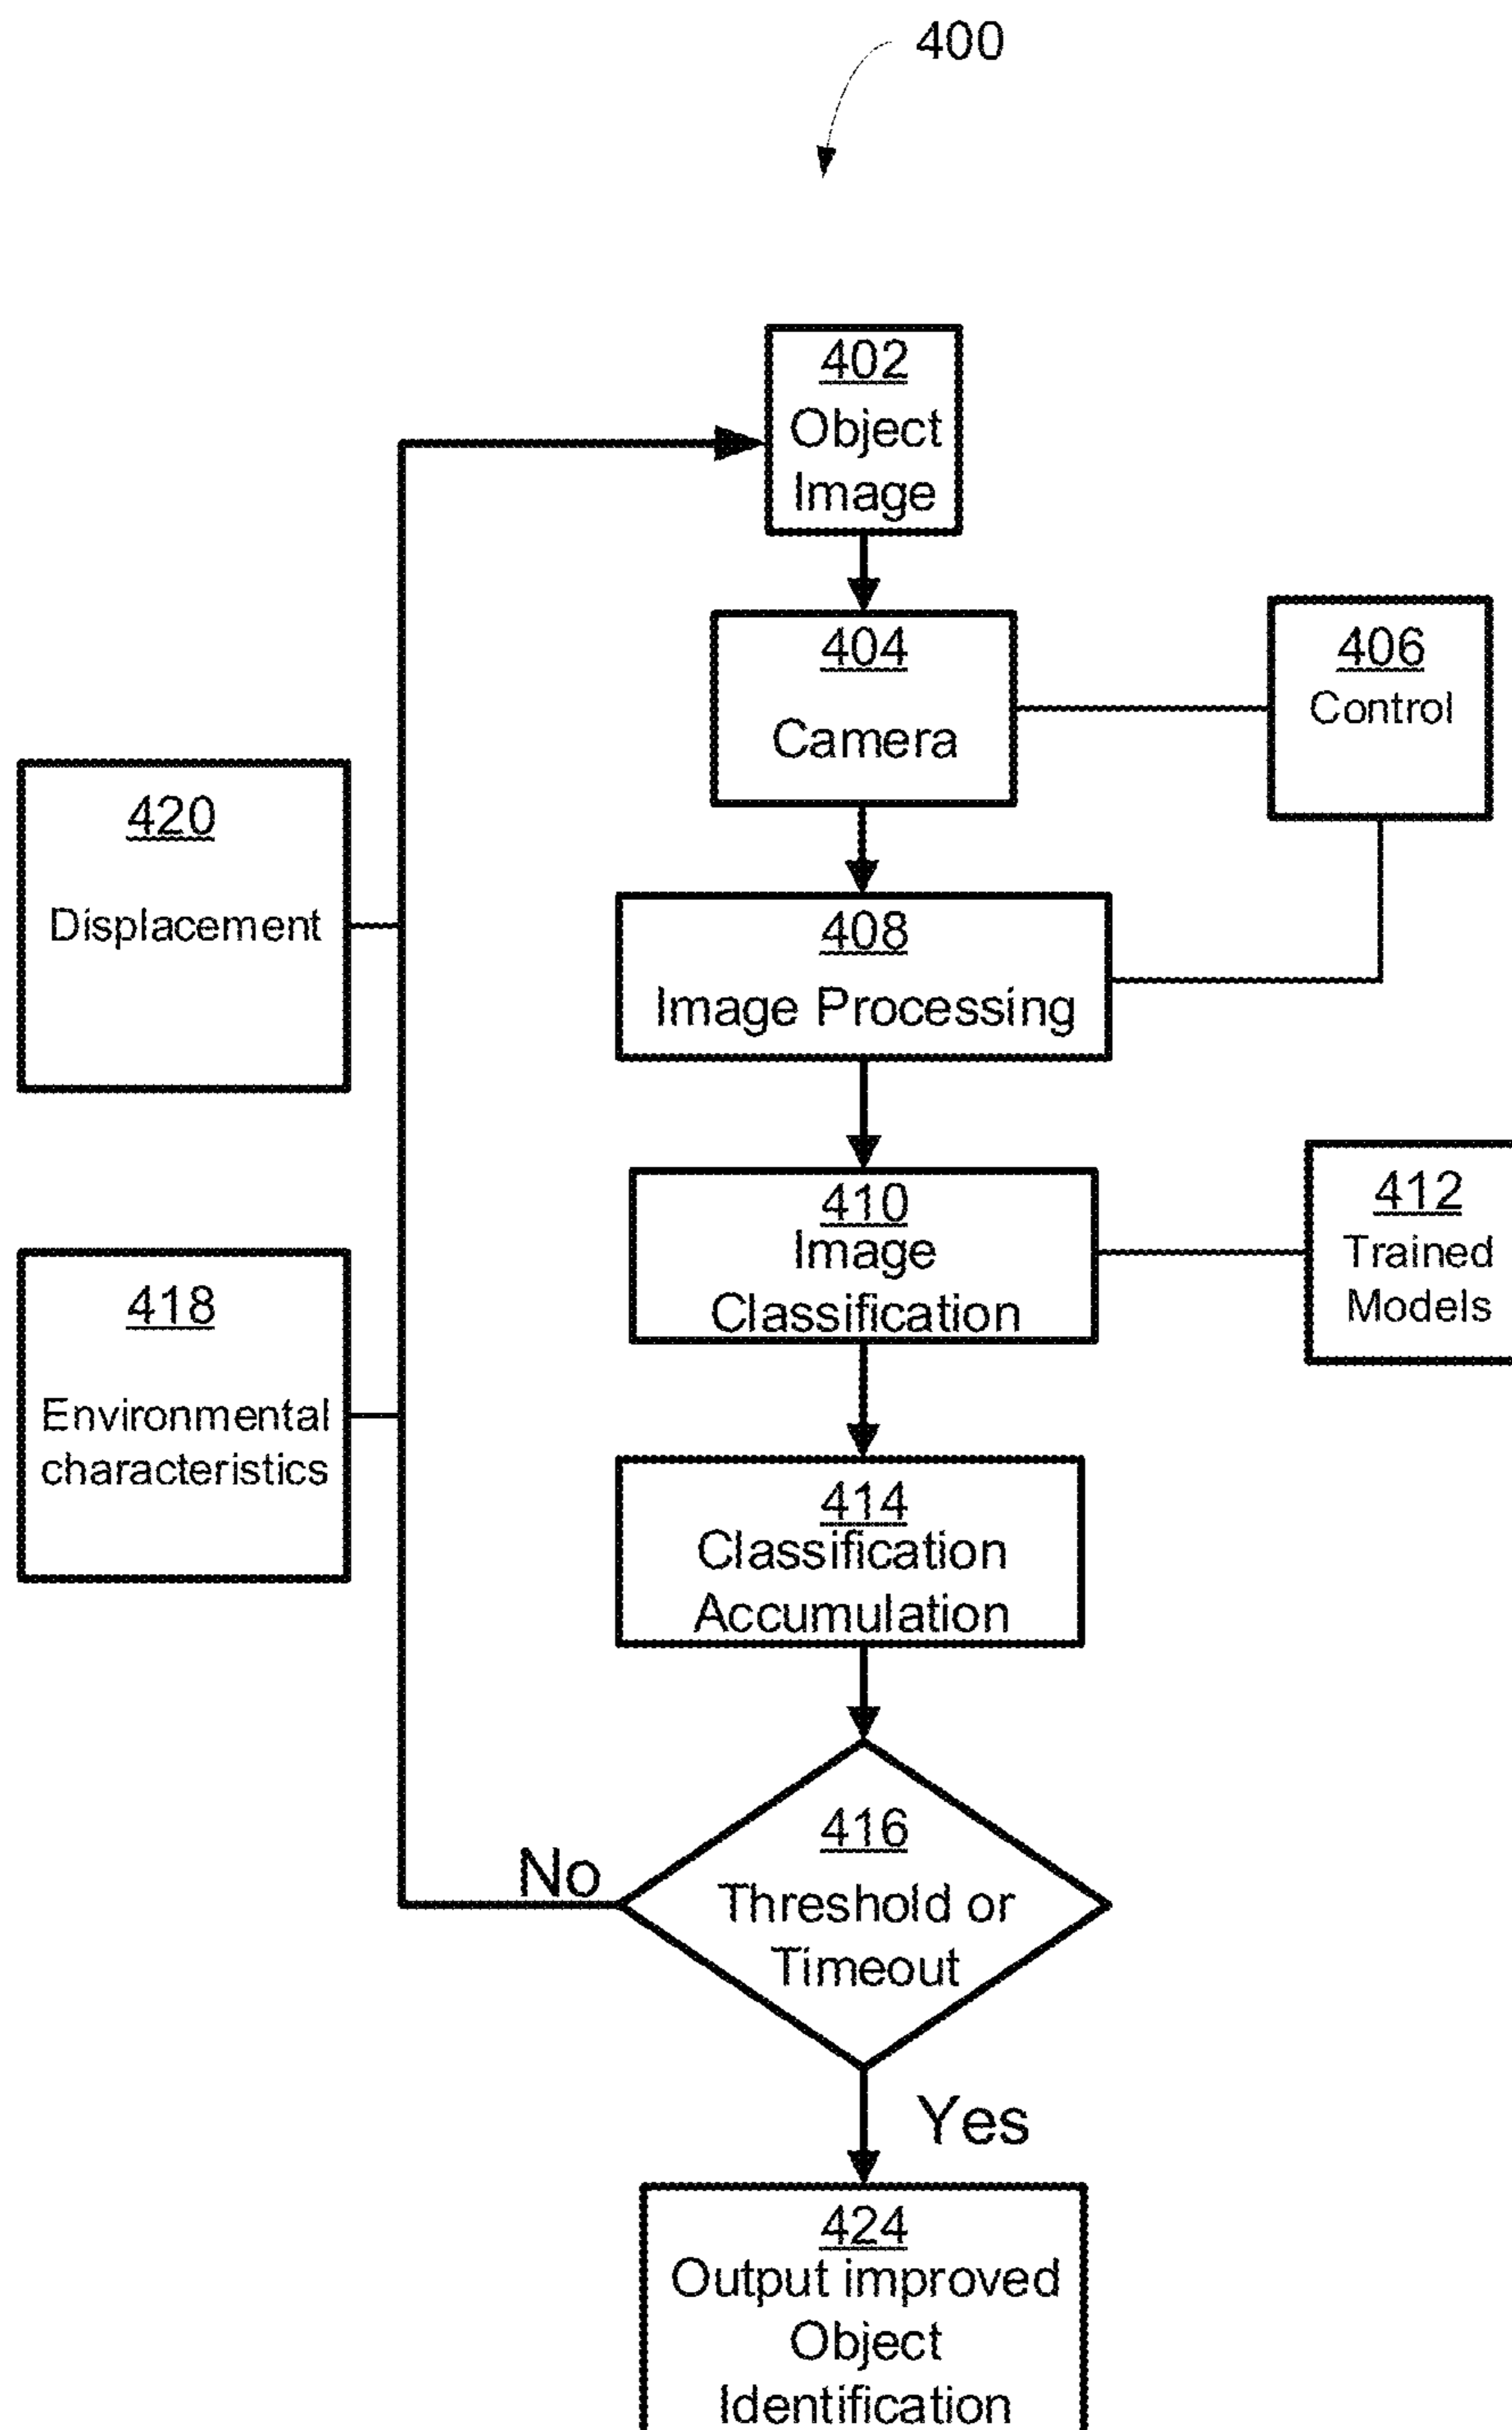 400
402
Object
Image
404
Camera
406
Control
420
Displacement
408
Image Processing
410
Image
Classification
412
Trained
Models
418
Environmental
characteristics
414
Classification
Accumulation
416
Threshold or
Timeout
No
Yes
424
Output improved
Object
Identification